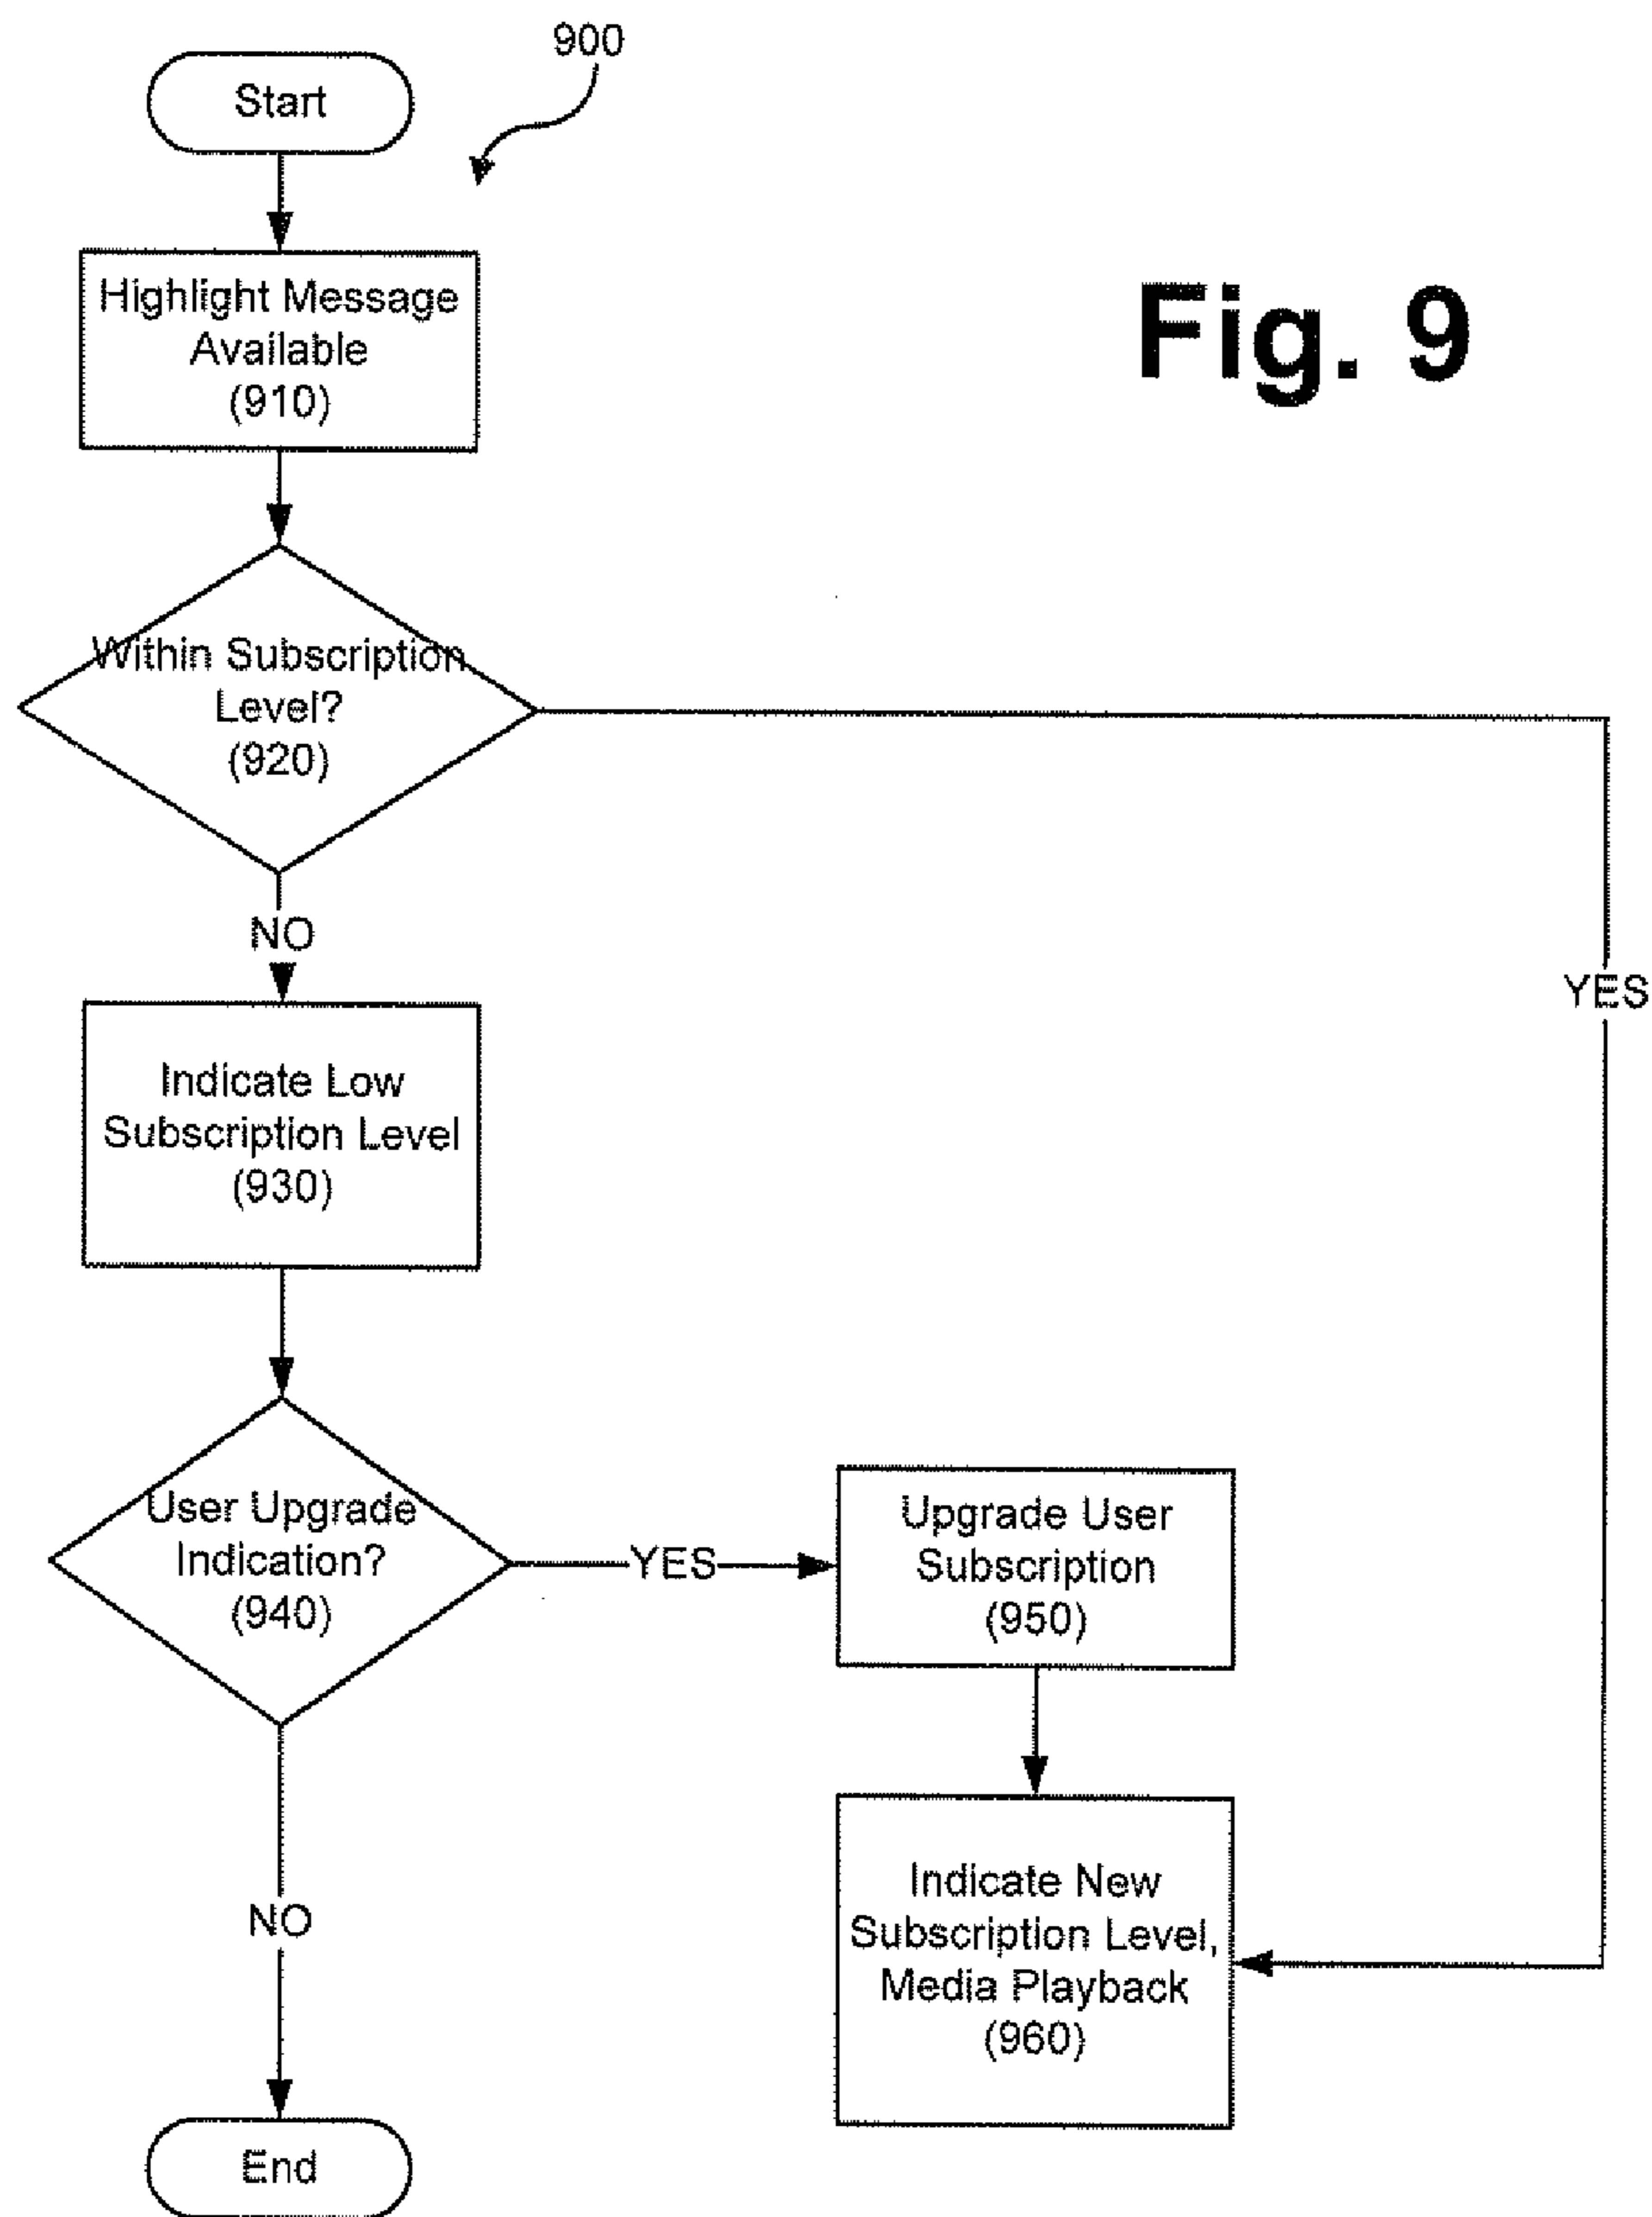 900
Start
Highlight Message
Available
(910)
Fig. 9
Within Subscription
Level?
(920)
NO
YES
Indicate Low
Subscription Level
(930)
User Upgrade
Indication?
(940)
YES
Upgrade User
Subscription
(950)
NO
Indicate New
Subscription Level,
Media Playback
(960)
End